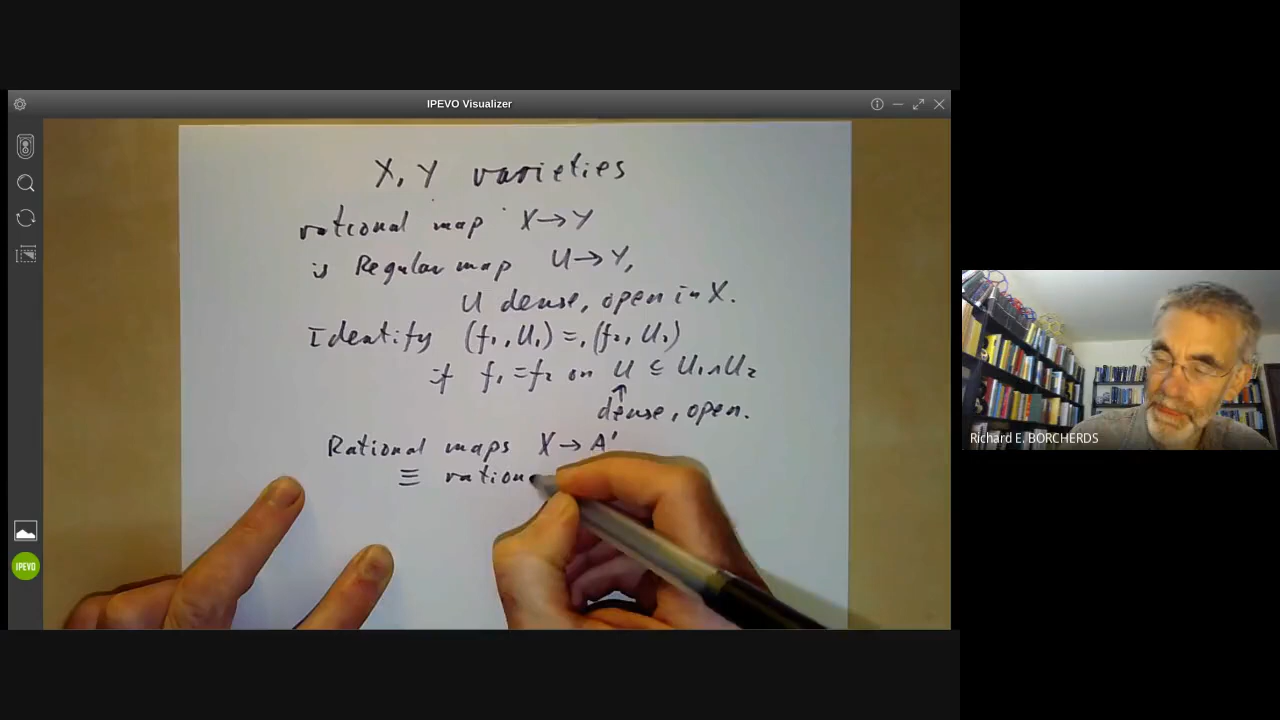 IPEVO Visualizer
X, Y varieties
rational map X→Y
is Regular map U→Y,
U dense, open in X.
Identify (f₁, U₁) =, (f₂, U₂)
if f₁ = f₂ on U ⊆ U₁∩U₂
↑
dense, open.
Rational maps X→A¹
≡ ration
IPEVO
Richard E. BORCHERDS